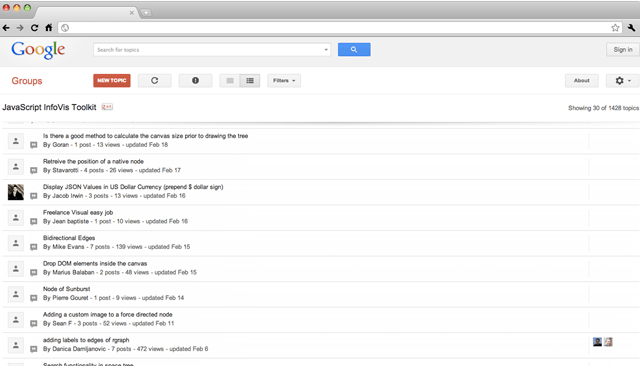 Google
Search for topics
Sign in
Groups
NEW TOPIC
Filters
About
JavaScript InfoVis Toolkit
Showing 30 of 1428 topics
Is there a good method to calculate the canvas size prior to drawing the tree
By Goran - 1 post - 13 views - updated Feb 18
Retreive the position of a native node
By Stavarotti - 4 posts - 26 views - updated Feb 17
Display JSON Values in US Dollar Currency (prepend $ dollar sign)
By Jacob Irwin - 3 posts - 13 views - updated Feb 16
Freelance Visual easy job
By Jean baptiste - 1 post - 10 views - updated Feb 16
Bidirectional Edges
By Mike Evans - 7 posts - 139 views - updated Feb 15
Drop DOM elements inside the canvas
By Marius Balaban - 2 posts - 48 views - updated Feb 15
Node of Sunburst
By Pierre Gouret - 1 post - 9 views - updated Feb 14
Adding a custom image to a force directed node
By Sean F - 3 posts - 52 views - updated Feb 11
adding labels to edges of rgraph
By Danica Damljanovic - 7 posts - 472 views - updated Feb 6
Search functionality in space tree